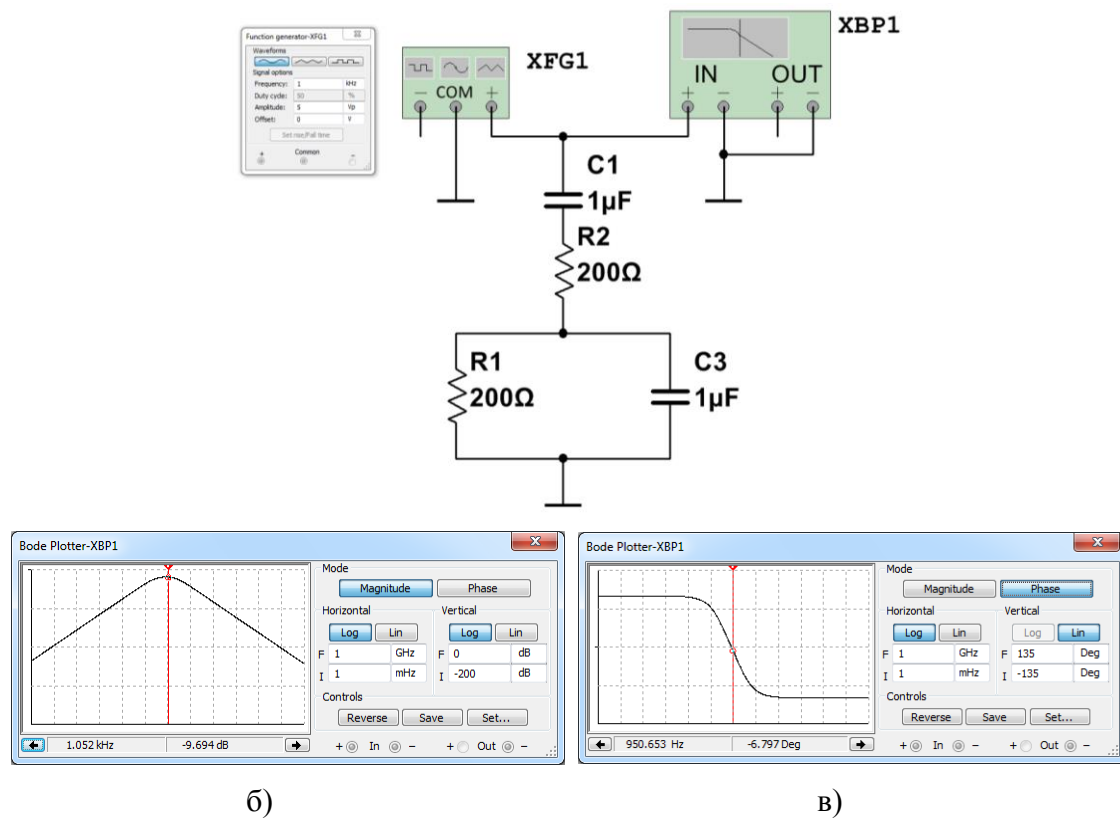 Function generator-XFG1
Waveforms
Signal options
Frequency: 1 kHz
Duty cycle: 50 %
Amplitude: 5 Vp
Offset: 0 V
Set rise/Fall time
+ Common -
XFG1
− COM +
XBP1
IN OUT
+ − + −
C1
1µF
R2
200Ω
R1
200Ω
C3
1µF
Bode Plotter-XBP1
Mode
Magnitude Phase
Horizontal Vertical
Log Lin Log Lin
F 1 GHz F 0 dB
I 1 mHz I -200 dB
Controls
Reverse Save Set...
1.052 kHz -9.694 dB
+ In − + Out −
Bode Plotter-XBP1
Mode
Magnitude Phase
Horizontal Vertical
Log Lin Log Lin
F 1 GHz F 135 Deg
I 1 mHz I -135 Deg
Controls
Reverse Save Set...
950.653 Hz -6.797 Deg
+ In − + Out −
б) в)